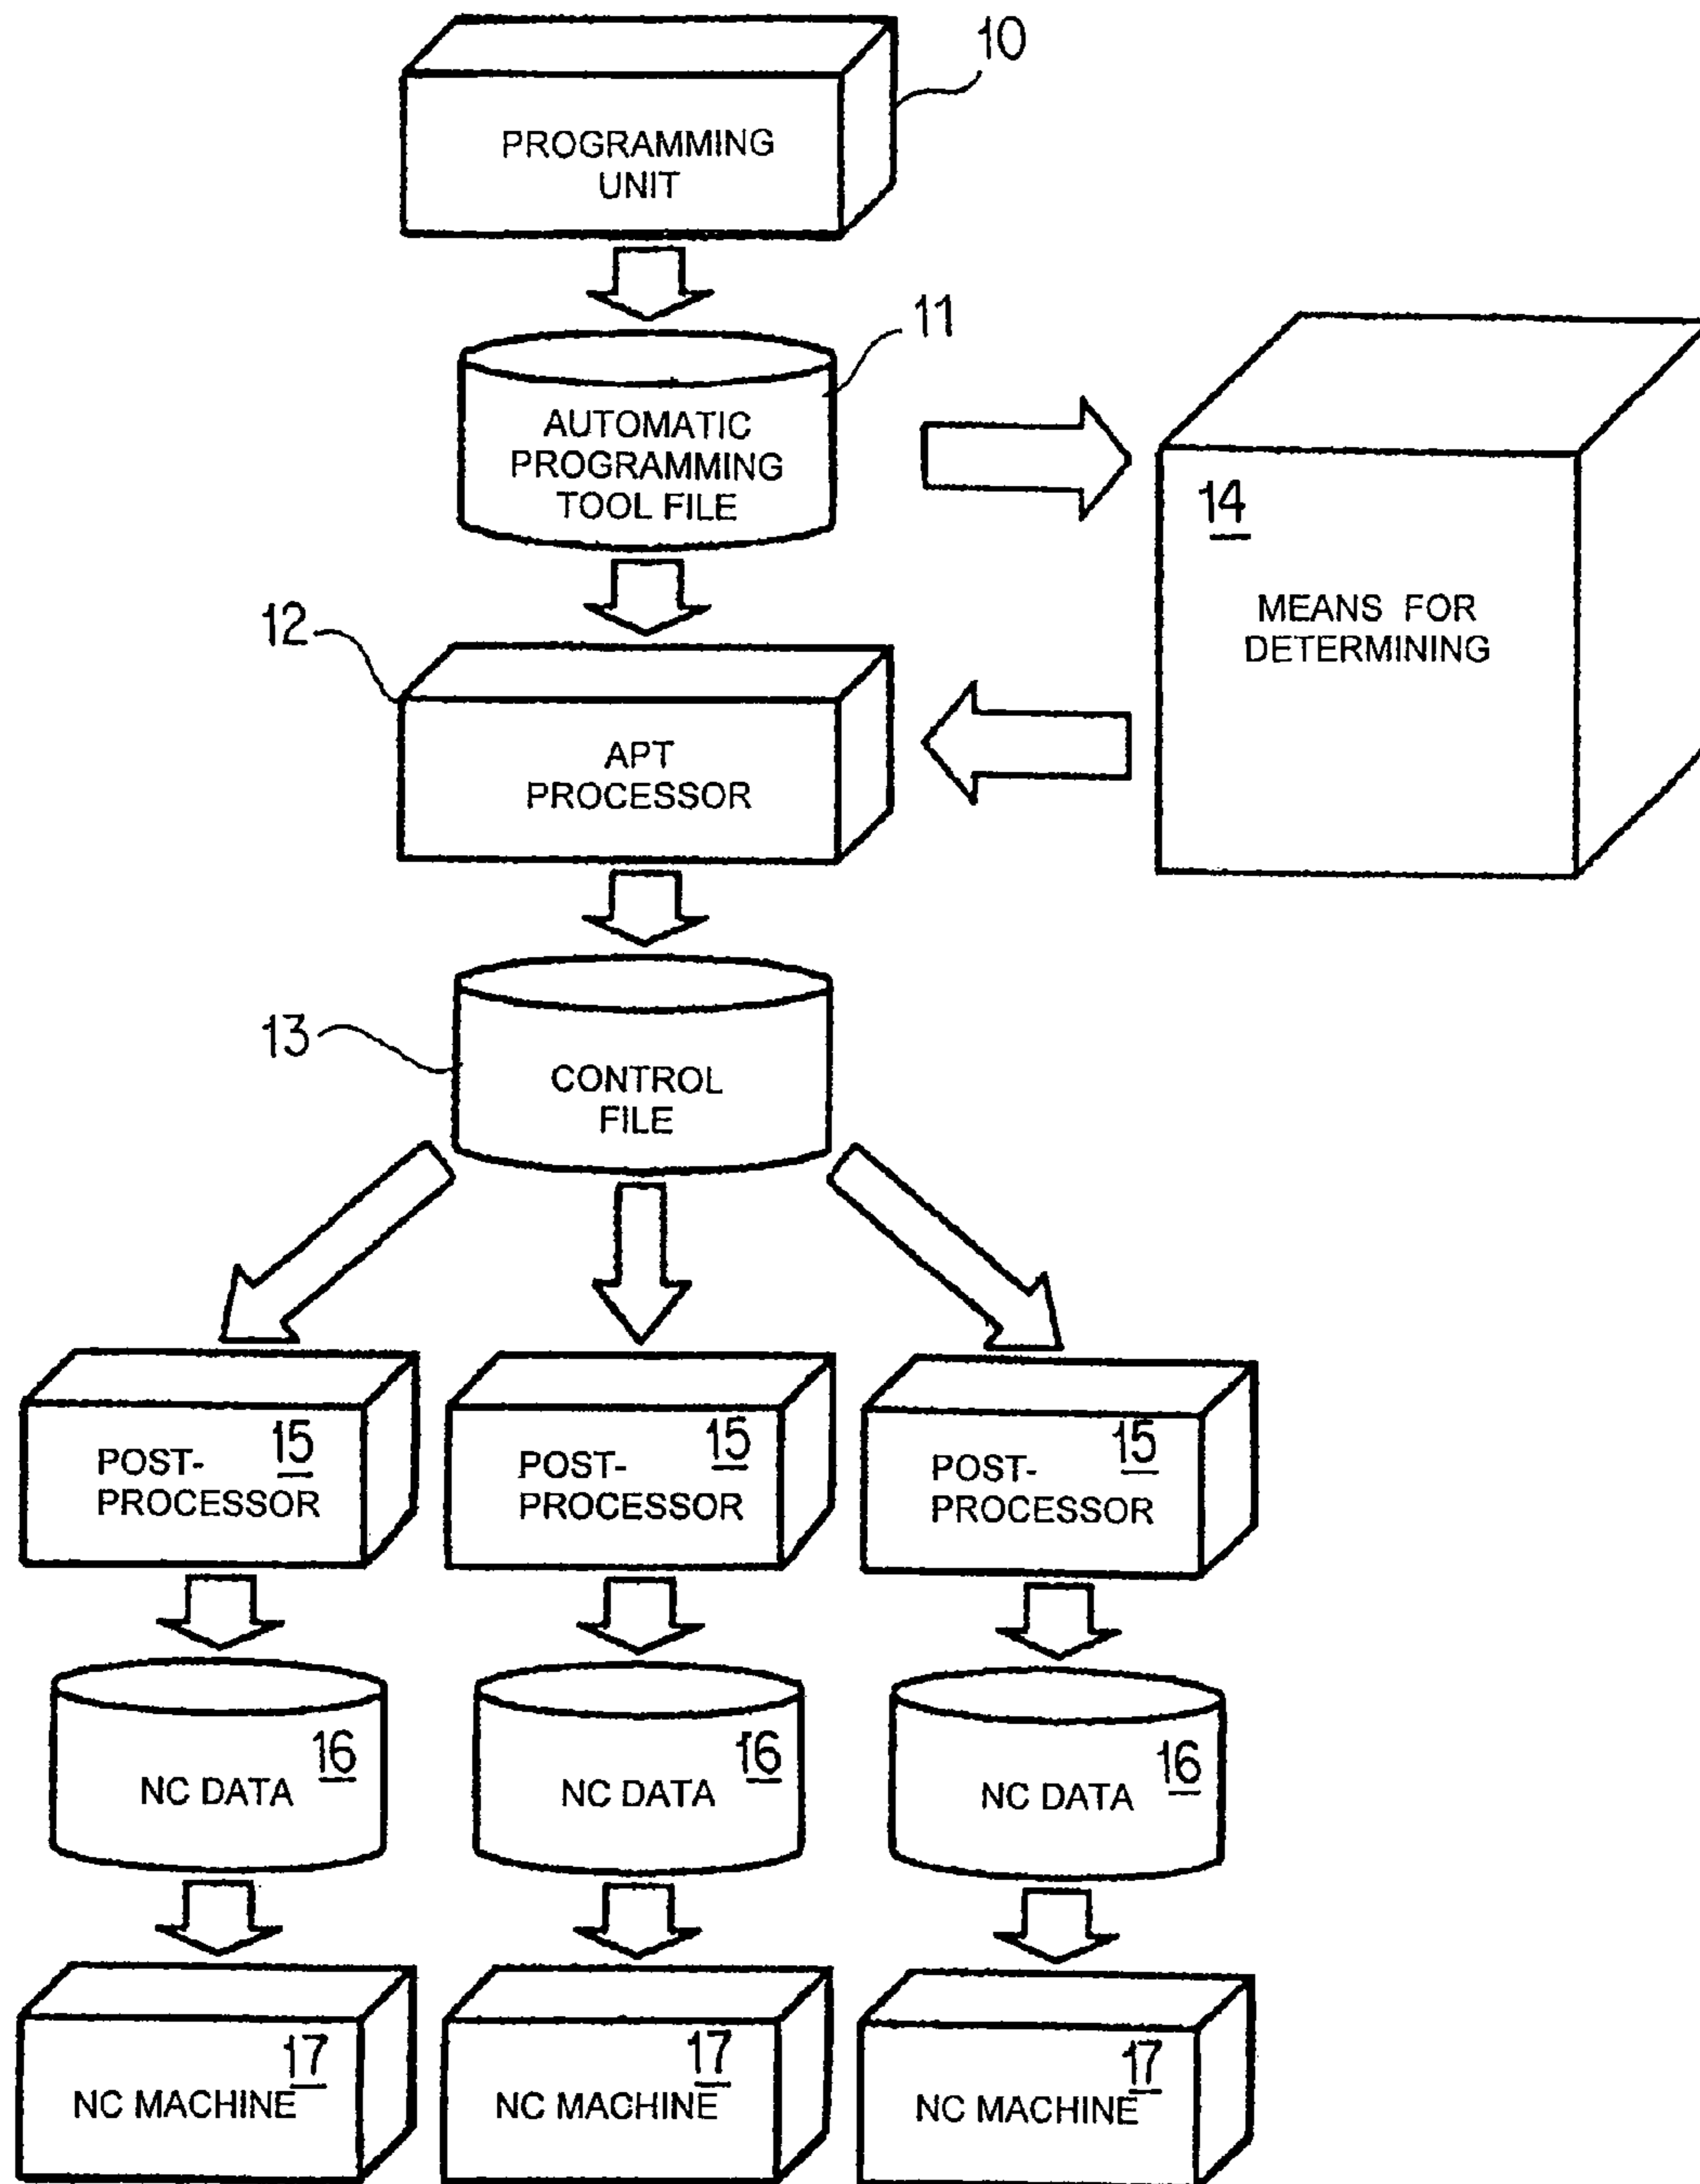 10
PROGRAMMING
UNIT
11
AUTOMATIC
PROGRAMMING
TOOL FILE
14
MEANS FOR
DETERMINING
12
APT
PROCESSOR
13
CONTROL
FILE
15
POST-
PROCESSOR
15
POST-
PROCESSOR
15
POST-
PROCESSOR
16
NC DATA
16
NC DATA
16
NC DATA
17
NC MACHINE
17
NC MACHINE
17
NC MACHINE